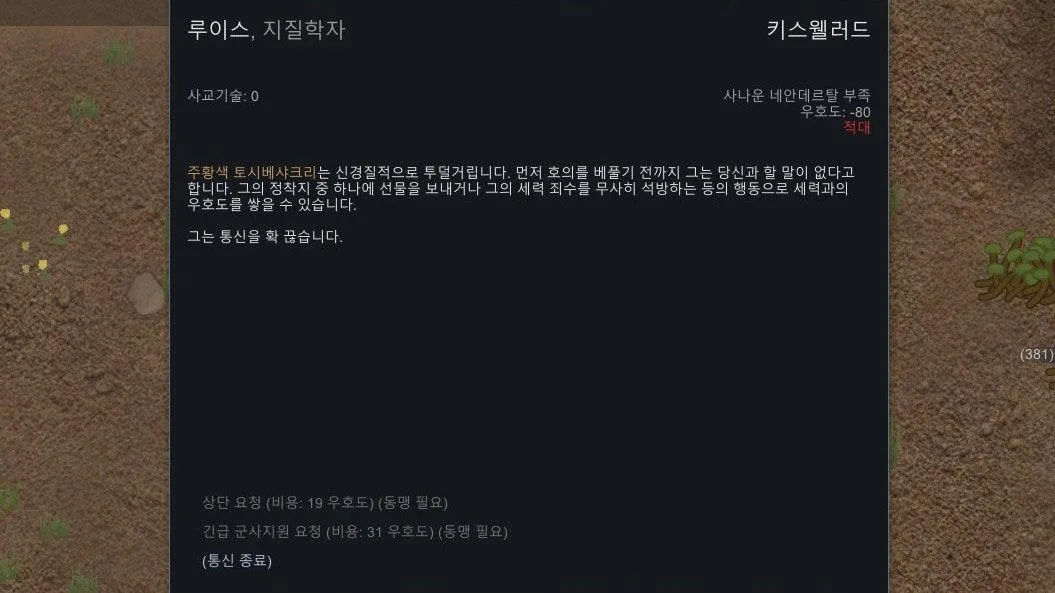 루이스, 지질학자
키스웰러드
사교기술: 0
사나운 네안데르탈 부족
우호도: -80
적대
주황색 토시베샤크리는 신경질적으로 투덜거립니다. 먼저 호의를 베풀기 전까지 그는 당신과 할 말이 없다고
합니다. 그의 정착지 중 하나에 선물을 보내거나 그의 세력 죄수를 무사히 석방하는 등의 행동으로 세력과의
우호도를 쌓을 수 있습니다.
그는 통신을 확 끊습니다.
(381)
상단 요청 (비용: 19 우호도) (동맹 필요)
긴급 군사지원 요청 (비용: 31 우호도) (동맹 필요)
(통신 종료)